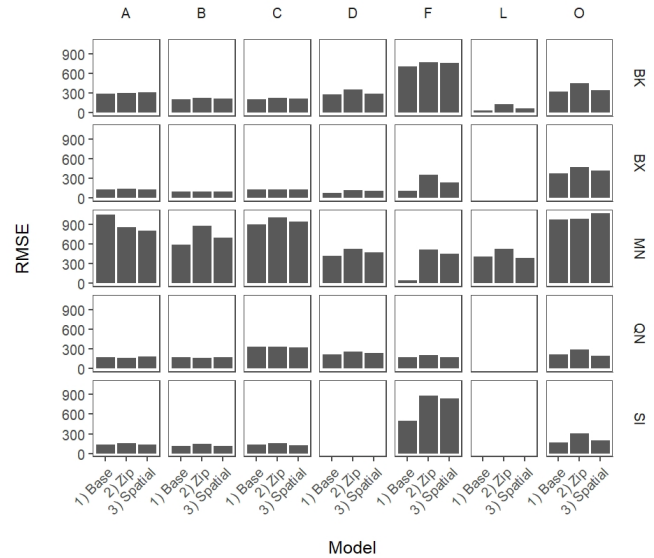 A B C D F L O
900
600
300
0
BK
900
600
300
0
BX
900
600
300
0
MN
900
600
300
0
QN
900
600
300
0
SI
RMSE
1) Base 2) Zip 3) Spatial 1) Base 2) Zip 3) Spatial 1) Base 2) Zip 3) Spatial 1) Base 2) Zip 3) Spatial 1) Base 2) Zip 3) Spatial 1) Base 2) Zip 3) Spatial 1) Base 2) Zip 3) Spatial
Model